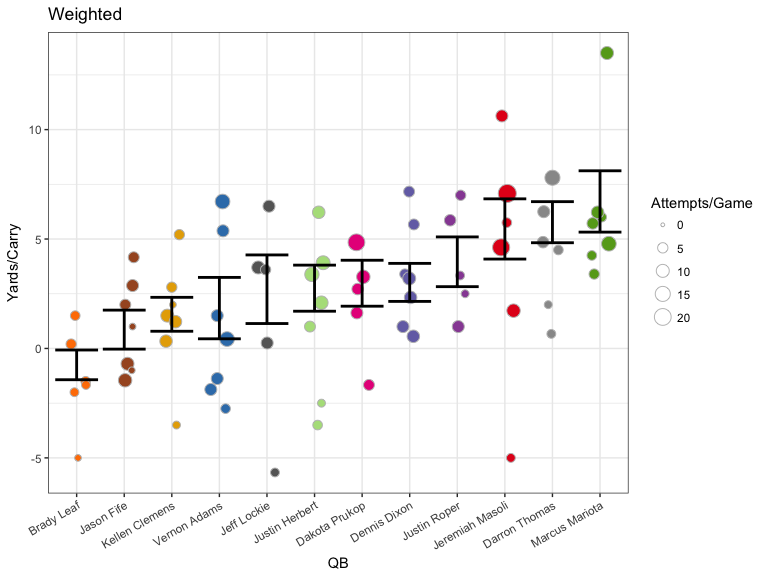 Weighted
Yards/Carry
10
5
0
-5
Brady Leaf
Jason Fife
Kellen Clemens
Vernon Adams
Jeff Lockie
Justin Herbert
Dakota Prukop
Dennis Dixon
Justin Roper
Jeremiah Masoli
Darron Thomas
Marcus Mariota
QB
Attempts/Game
0
5
10
15
20